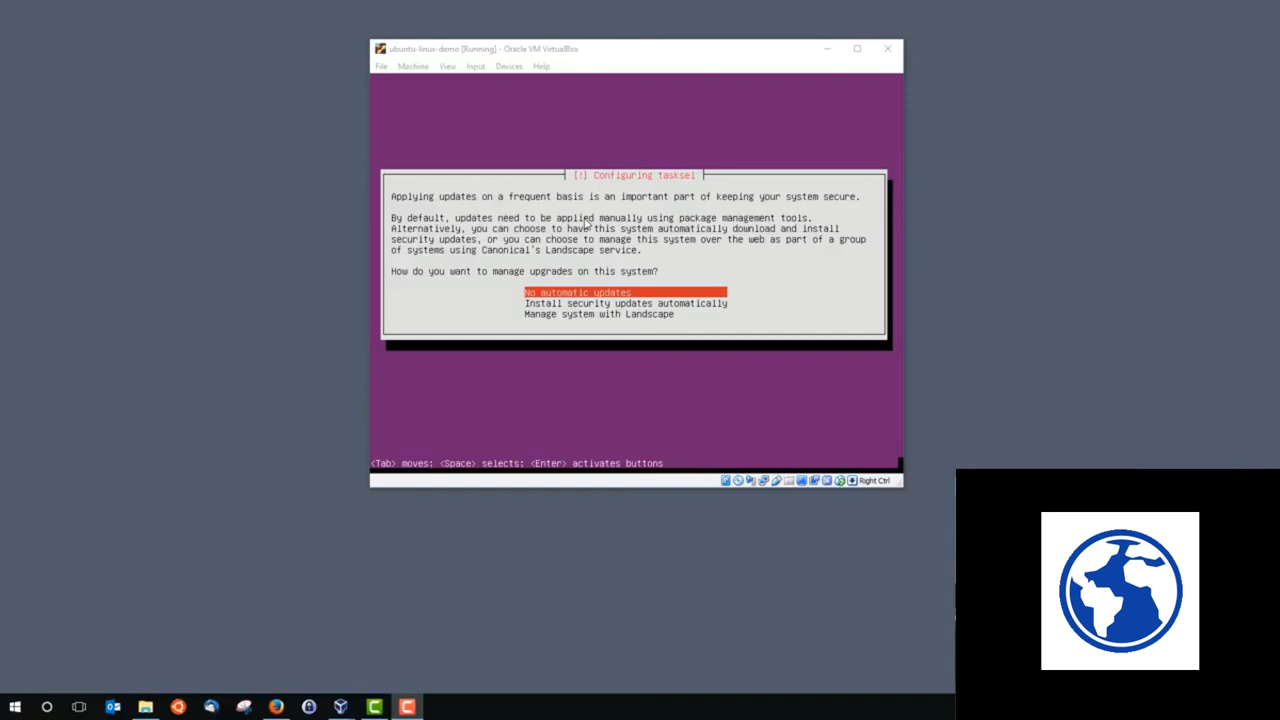 ubuntu-linus-demo [Running] - Oracle VM VirtualBox
File Machine View Input Devices Help
[!] Configuring tasksel
Applying updates on a frequent basis is an important part of keeping your system secure.
By default, updates need to be applied manually using package management tools.
Alternatively, you can choose to have this system automatically download and install
security updates, or you can choose to manage this system over the web as part of a group
of systems using Canonical's Landscape service.
How do you want to manage upgrades on this system?
No automatic updates
Install security updates automatically
Manage system with Landscape
<Tab> moves; <Space> selects; <Enter> activates buttons
Right Ctrl